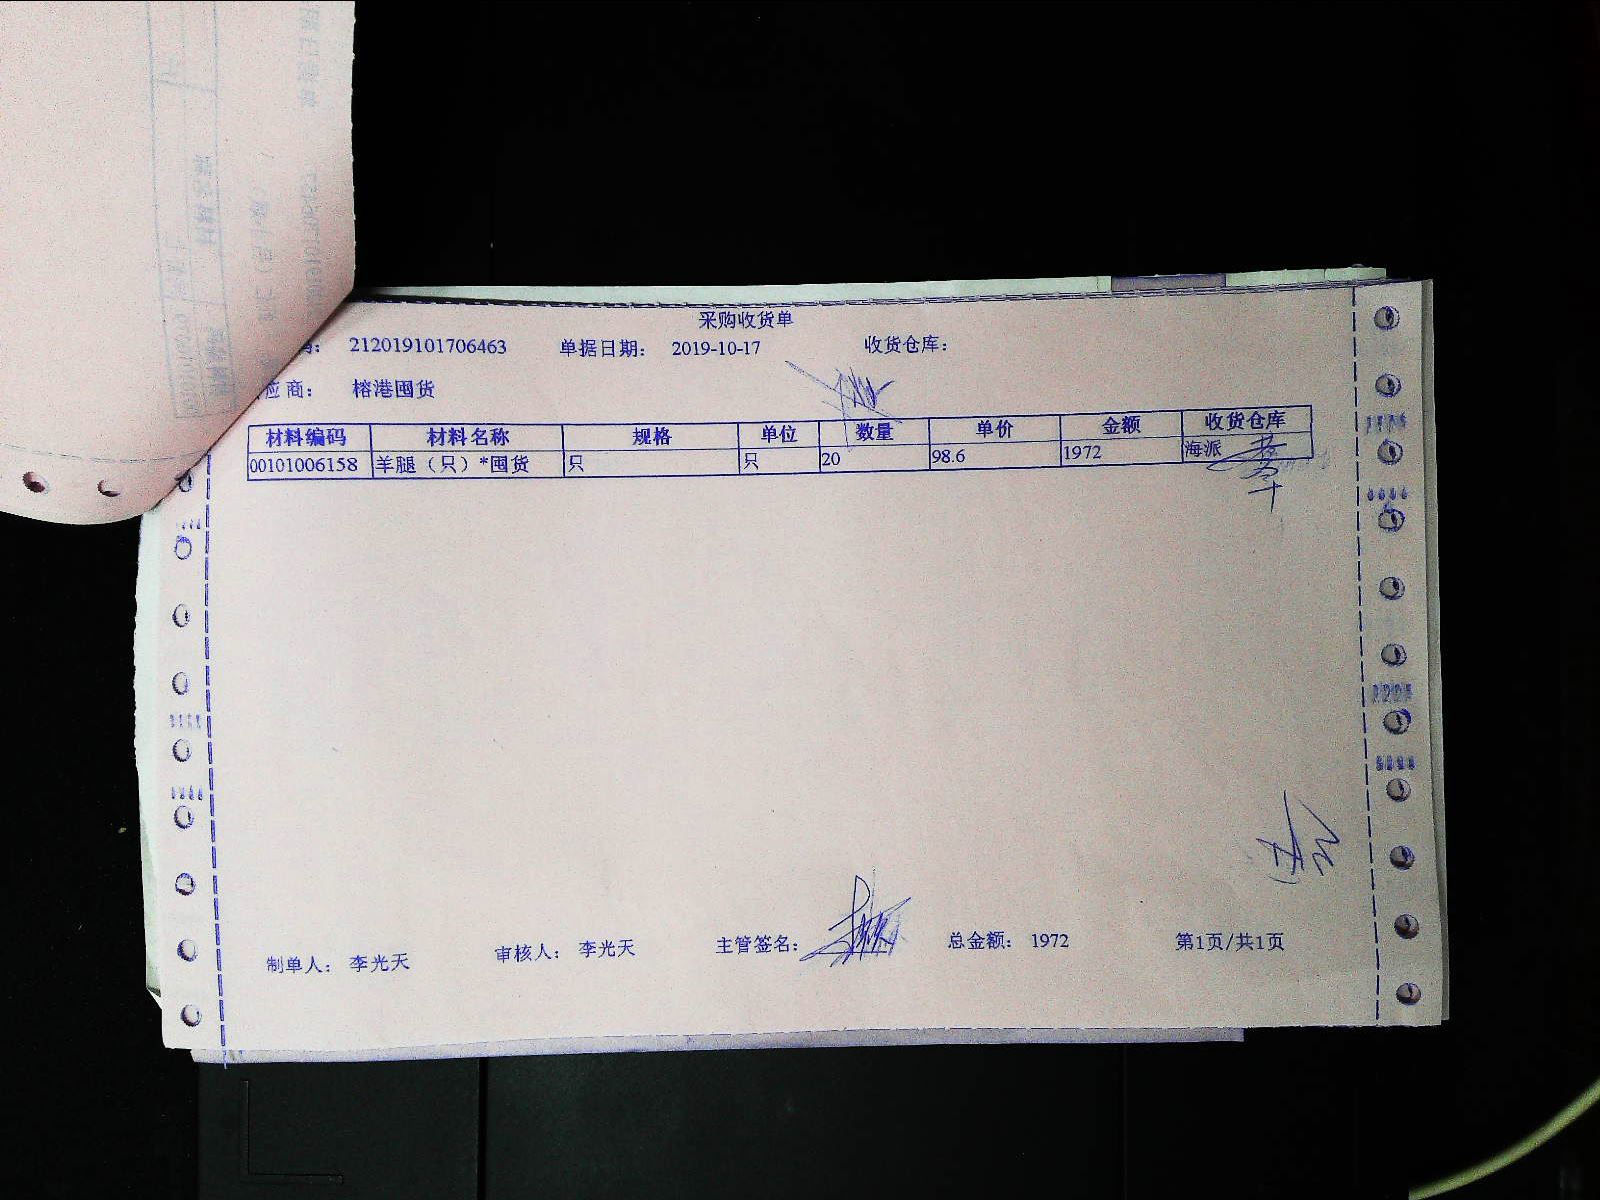 采购收货单
码： 212019101706463 单据日期： 2019-10-17 收货仓库：
应商： 榕港囤货
材料编码 材料名称 规格 单位 数量 单价 金额 收货仓库
00101006158 羊腿（只）*囤货 只 只 20 98.6 1972 海派
制单人： 李光天 审核人： 李光天 主管签名： 总金额： 1972 第1页/共1页